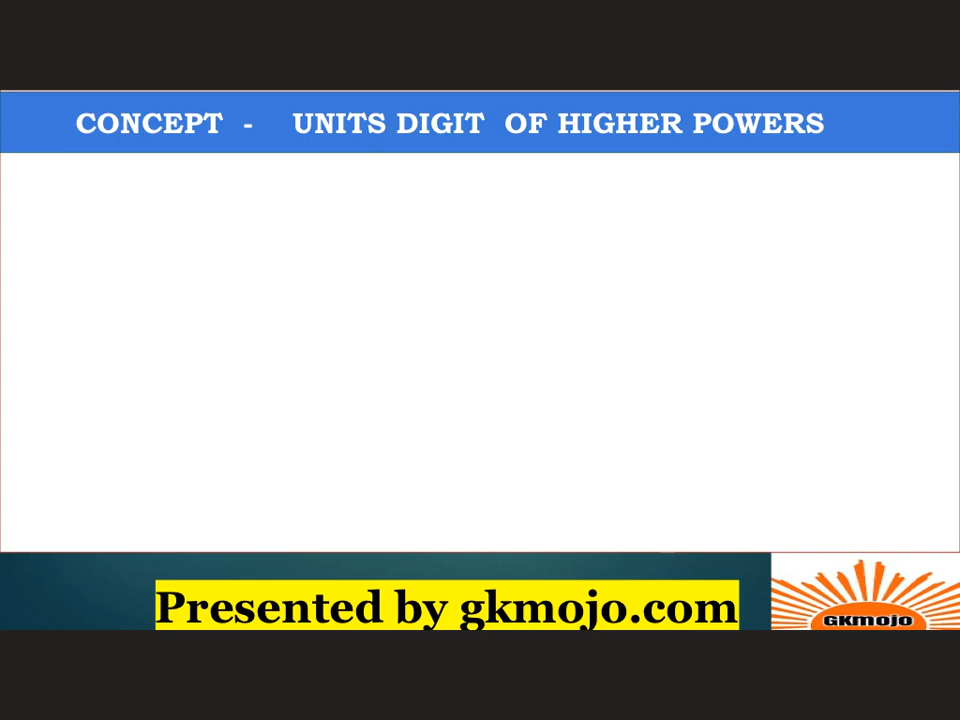 CONCEPT - UNITS DIGIT OF HIGHER POWERS
Presented by gkmojo.com
GKmojo